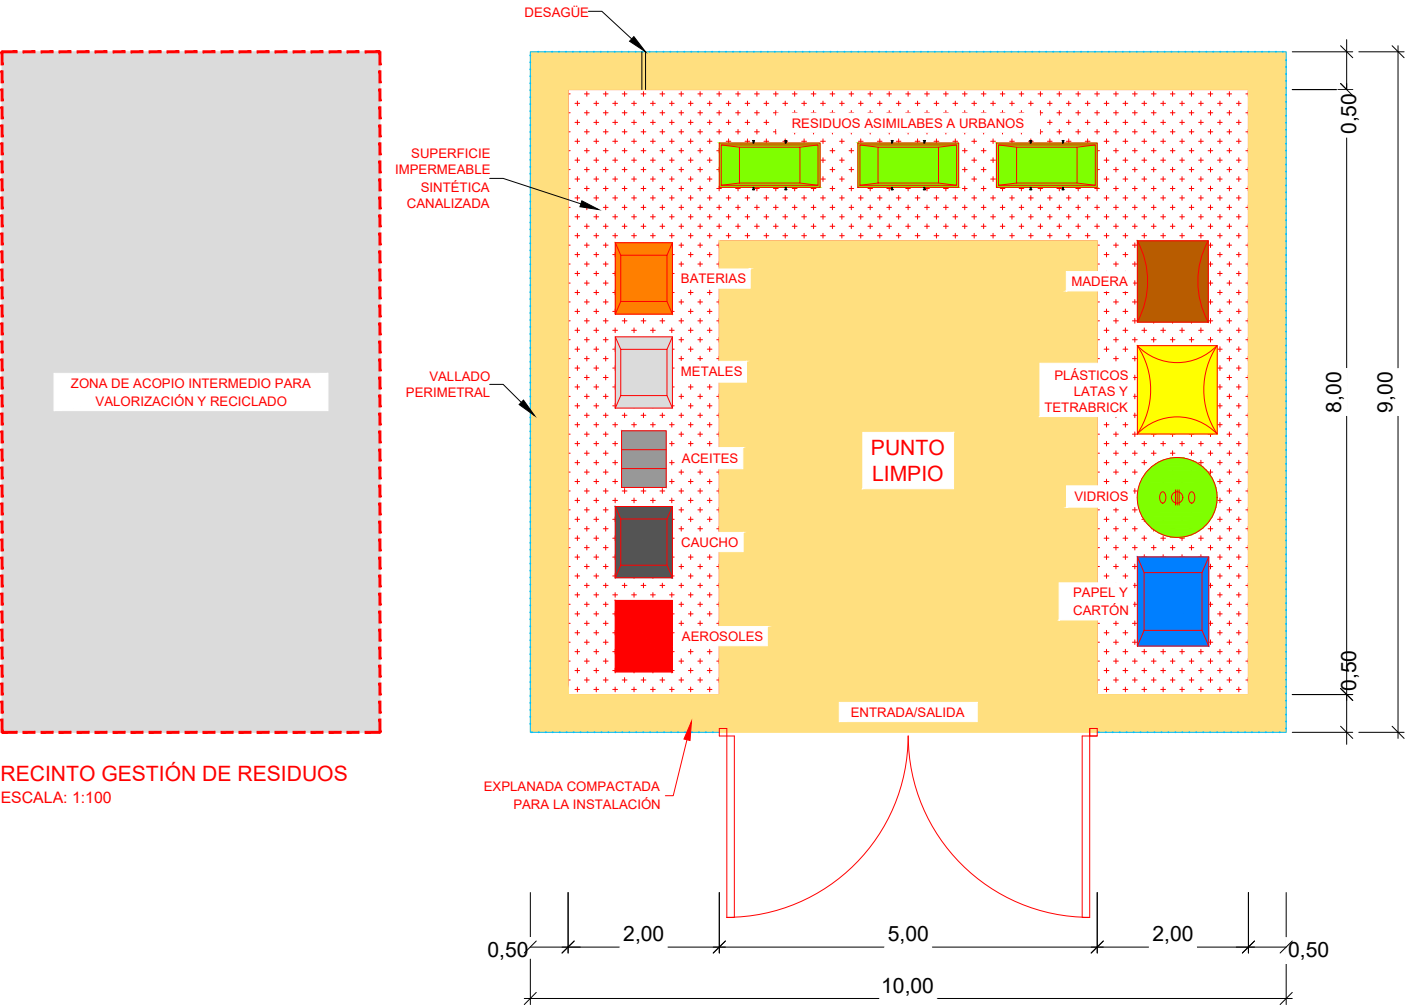 DESAGÜE
RESIDUOS ASIMILABES A URBANOS
SUPERFICIE
IMPERMEABLE
SINTÉTICA
CANALIZADA
BATERIAS
MADERA
METALES
VALLADO
PERIMETRAL
PLÁSTICOS
LATAS Y
TETRABRICK
ZONA DE ACOPIO INTERMEDIO PARA
VALORIZACIÓN Y RECICLADO
PUNTO
LIMPIO
ACEITES
VIDRIOS
CAUCHO
PAPEL Y
CARTÓN
AEROSOLES
ENTRADA/SALIDA
RECINTO GESTIÓN DE RESIDUOS
ESCALA: 1:100
EXPLANADA COMPACTADA
PARA LA INSTALACIÓN
0,50
8,00
9,00
0,50
0,50
2,00
5,00
2,00
0,50
10,00